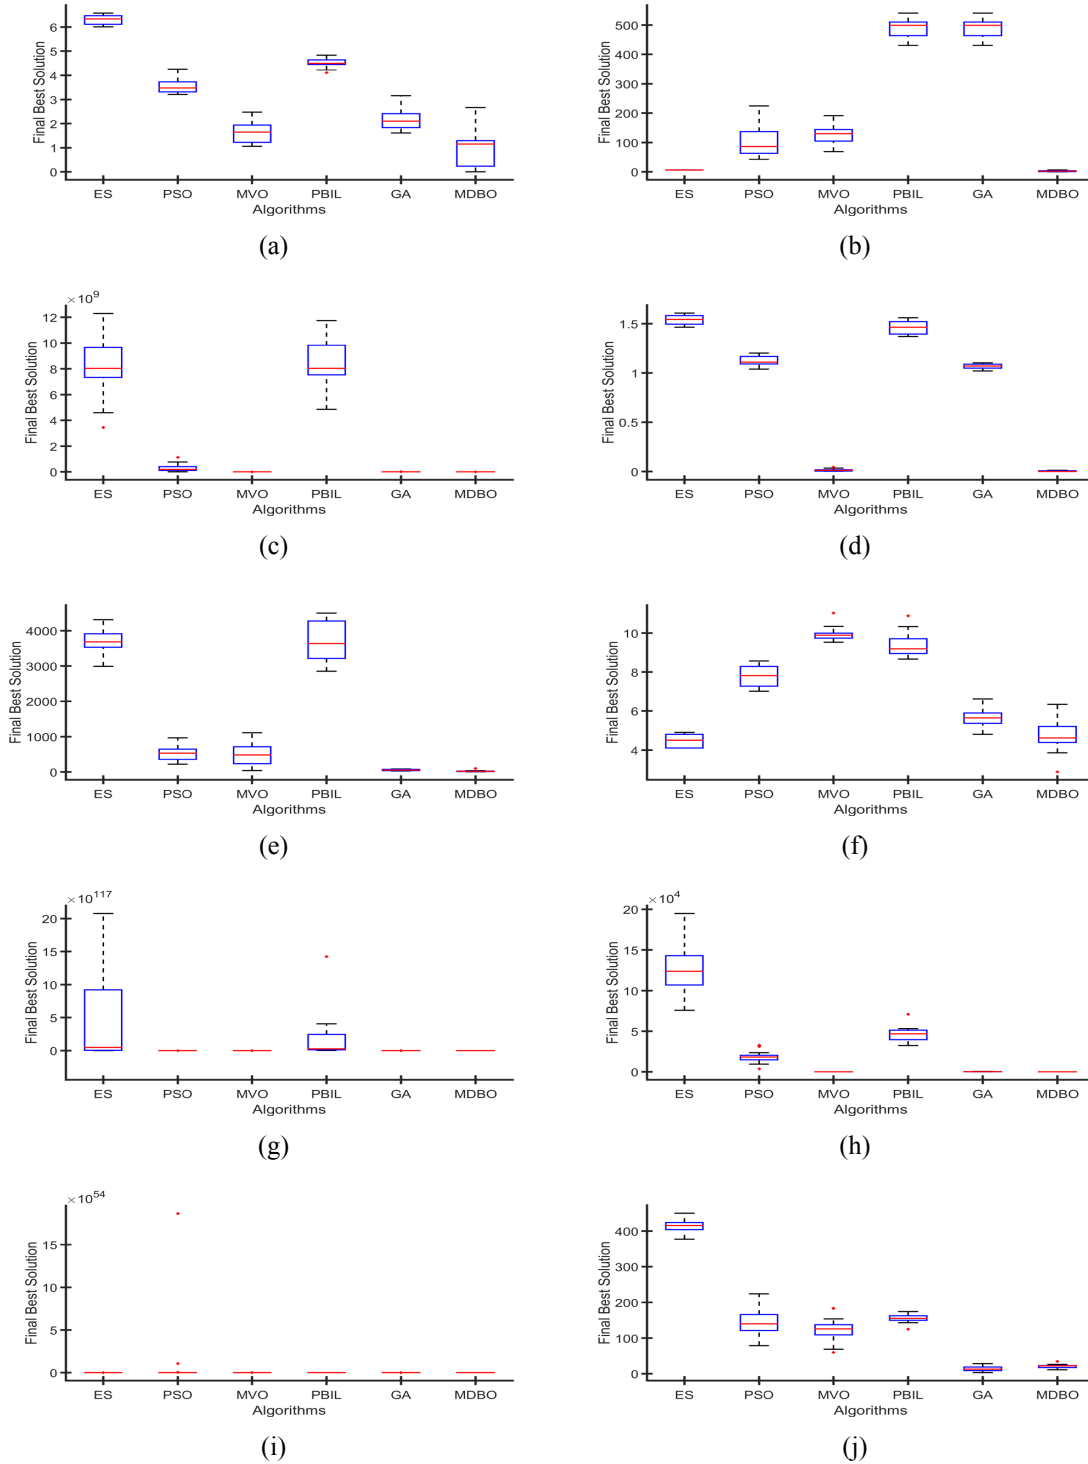 Final Best Solution
6
5
4
3
2
1
0
ES PSO MVO PBIL GA MDBO
Algorithms
(a)
Final Best Solution
500
400
300
200
100
0
ES PSO MVO PBIL GA MDBO
Algorithms
(b)
×10^9
Final Best Solution
12
10
8
6
4
2
0
ES PSO MVO PBIL GA MDBO
Algorithms
(c)
Final Best Solution
1.5
1
0.5
0
ES PSO MVO PBIL GA MDBO
Algorithms
(d)
Final Best Solution
4000
3000
2000
1000
0
ES PSO MVO PBIL GA MDBO
Algorithms
(e)
Final Best Solution
10
8
6
4
ES PSO MVO PBIL GA MDBO
Algorithms
(f)
×10^117
Final Best Solution
20
15
10
5
0
ES PSO MVO PBIL GA MDBO
Algorithms
(g)
×10^4
Final Best Solution
20
15
10
5
0
ES PSO MVO PBIL GA MDBO
Algorithms
(h)
×10^54
Final Best Solution
15
10
5
0
ES PSO MVO PBIL GA MDBO
Algorithms
(i)
Final Best Solution
400
300
200
100
0
ES PSO MVO PBIL GA MDBO
Algorithms
(j)